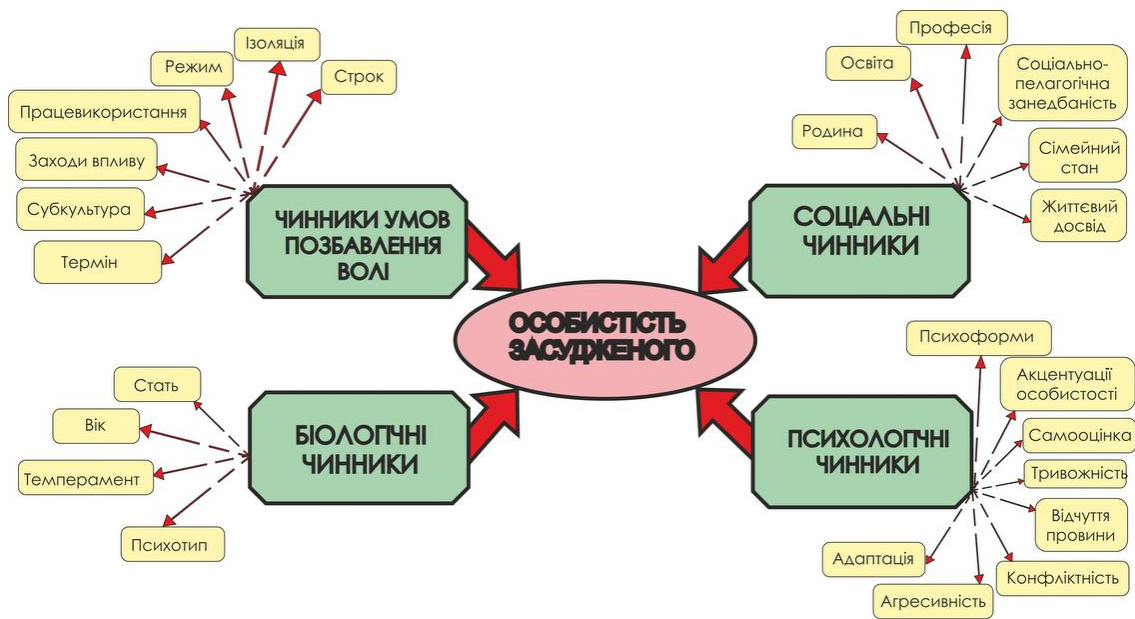 Ізоляція
Режим
Строк
Працевикористання
Заходи впливу
Субкультура
Термін
ЧИННИКИ УМОВ
ПОЗБАВЛЕННЯ
ВОЛІ
Професія
Освіта
Соціально-
пелагогічна
занедбаність
Родина
Сімейний
стан
Життєвий
досвід
СОЦІАЛЬНІ
ЧИННИКИ
ОСОБИСТІСТЬ
ЗАСУДЖЕНОГО
Стать
Вік
Темперамент
Психотип
БІОЛОГІЧНІ
ЧИННИКИ
Психоформи
Акцентуації
особистості
Самооцінка
Тривожність
Відчуття
провини
Конфліктність
Агресивність
Адаптація
ПСИХОЛОГІЧНІ
ЧИННИКИ